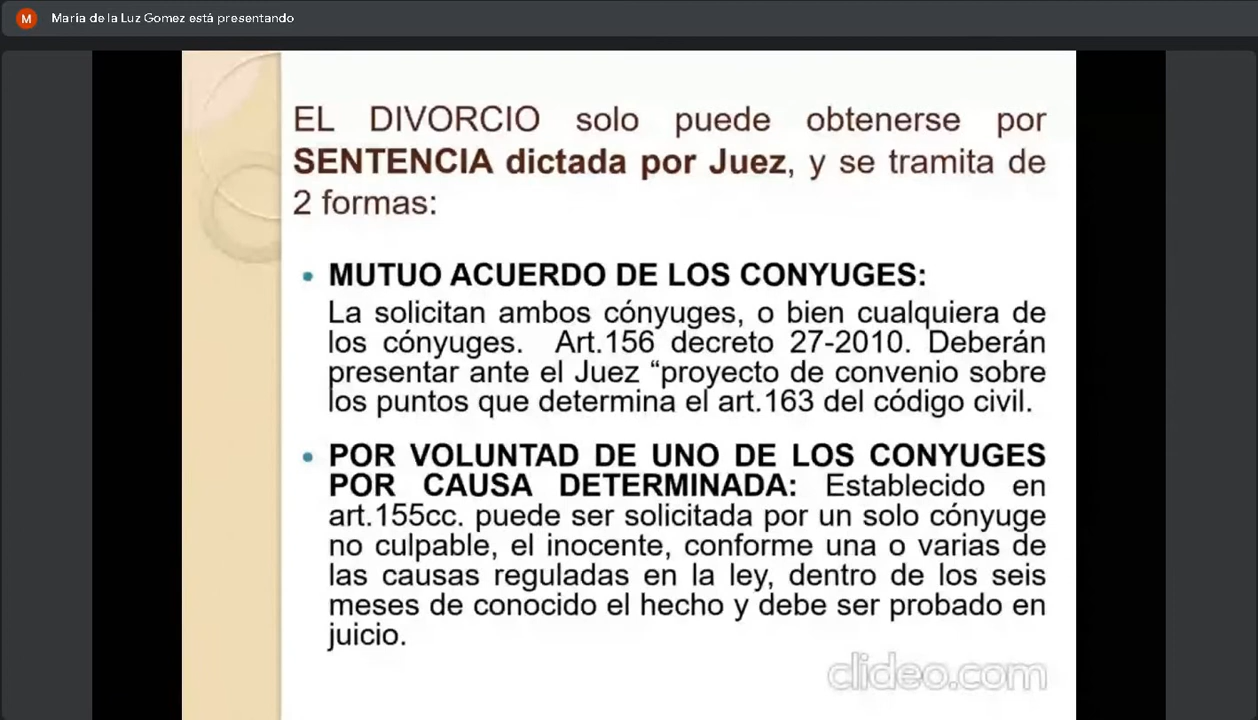 M
Maria de la Luz Gomez está presentando
EL DIVORCIO solo puede obtenerse por
SENTENCIA dictada por Juez, y se tramita de
2 formas:
• MUTUO ACUERDO DE LOS CONYUGES:
La solicitan ambos cónyuges, o bien cualquiera de
los cónyuges. Art.156 decreto 27-2010. Deberán
presentar ante el Juez “proyecto de convenio sobre
los puntos que determina el art.163 del código civil.
• POR VOLUNTAD DE UNO DE LOS CONYUGES
POR CAUSA DETERMINADA: Establecido en
art.155cc. puede ser solicitada por un solo cónyuge
no culpable, el inocente, conforme una o varias de
las causas reguladas en la ley, dentro de los seis
meses de conocido el hecho y debe ser probado en
juicio.
clideo.com